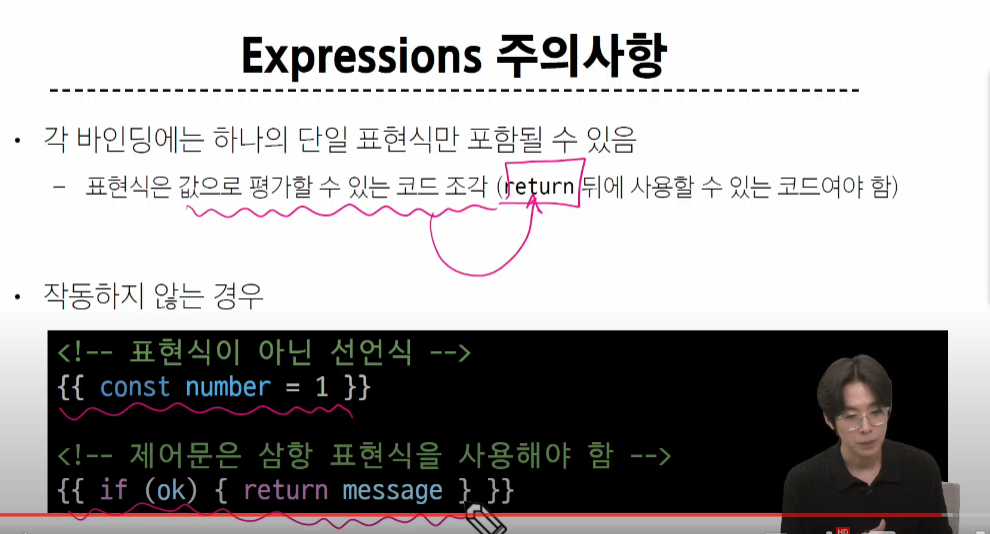 Expressions 주의사항
• 각 바인딩에는 하나의 단일 표현식만 포함될 수 있음
– 표현식은 값으로 평가할 수 있는 코드 조각 (return 뒤에 사용할 수 있는 코드여야 함)
• 작동하지 않는 경우
<!-- 표현식이 아닌 선언식 -->
{{ const number = 1 }}
<!-- 제어문은 삼항 표현식을 사용해야 함 -->
{{ if (ok) { return message } }}
HD